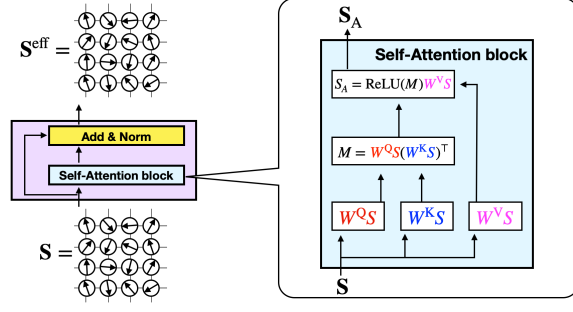 S^eff =
Add & Norm
Self-Attention block
S =
S_A
Self-Attention block
S_A = ReLU(M)W^V S
M = W^Q S(W^K S)^⊤
W^Q S W^K S W^V S
S